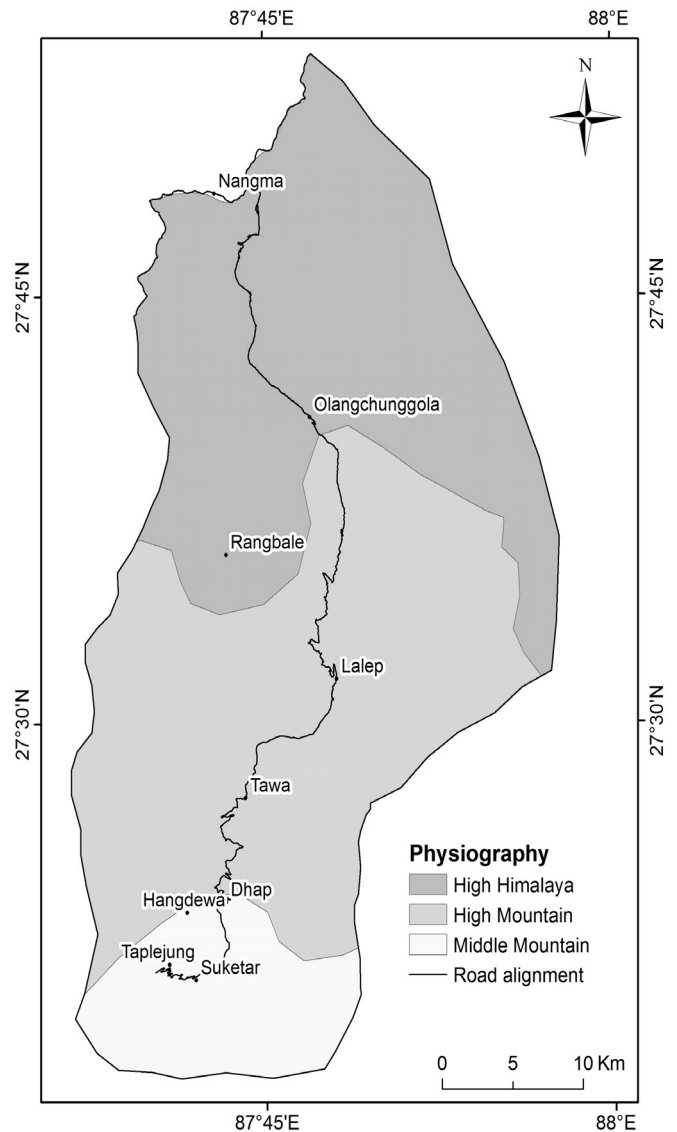 87°45'E
88°E
N
Nangma
27°45'N
27°45'N
Olangchunggola
Rangbale
Lalep
27°30'N
27°30'N
Tawa
Physiography
High Himalaya
High Mountain
Middle Mountain
Road alignment
Dhap
Hangdewa
Taplejung
Suketar
0 5 10 Km
87°45'E
88°E